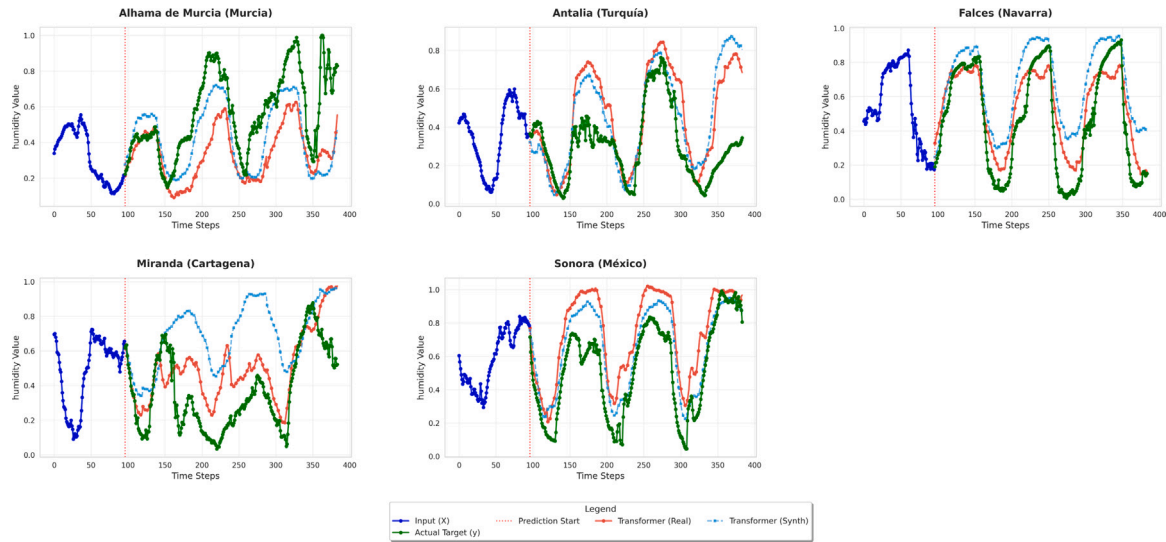 Alhama de Murcia (Murcia)
humidity Value
1.0
0.8
0.6
0.4
0.2
0 50 100 150 200 250 300 350 400
Time Steps
Antalia (Turquía)
humidity Value
0.8
0.6
0.4
0.2
0.0
0 50 100 150 200 250 300 350 400
Time Steps
Falces (Navarra)
humidity Value
1.0
0.8
0.6
0.4
0.2
0.0
0 50 100 150 200 250 300 350 400
Time Steps
Miranda (Cartagena)
humidity Value
1.0
0.8
0.6
0.4
0.2
0.0
0 50 100 150 200 250 300 350 400
Time Steps
Sonora (México)
humidity Value
1.0
0.8
0.6
0.4
0.2
0.0
0 50 100 150 200 250 300 350 400
Time Steps
Legend
Input (X) Prediction Start Transformer (Real) Transformer (Synth)
Actual Target (y)